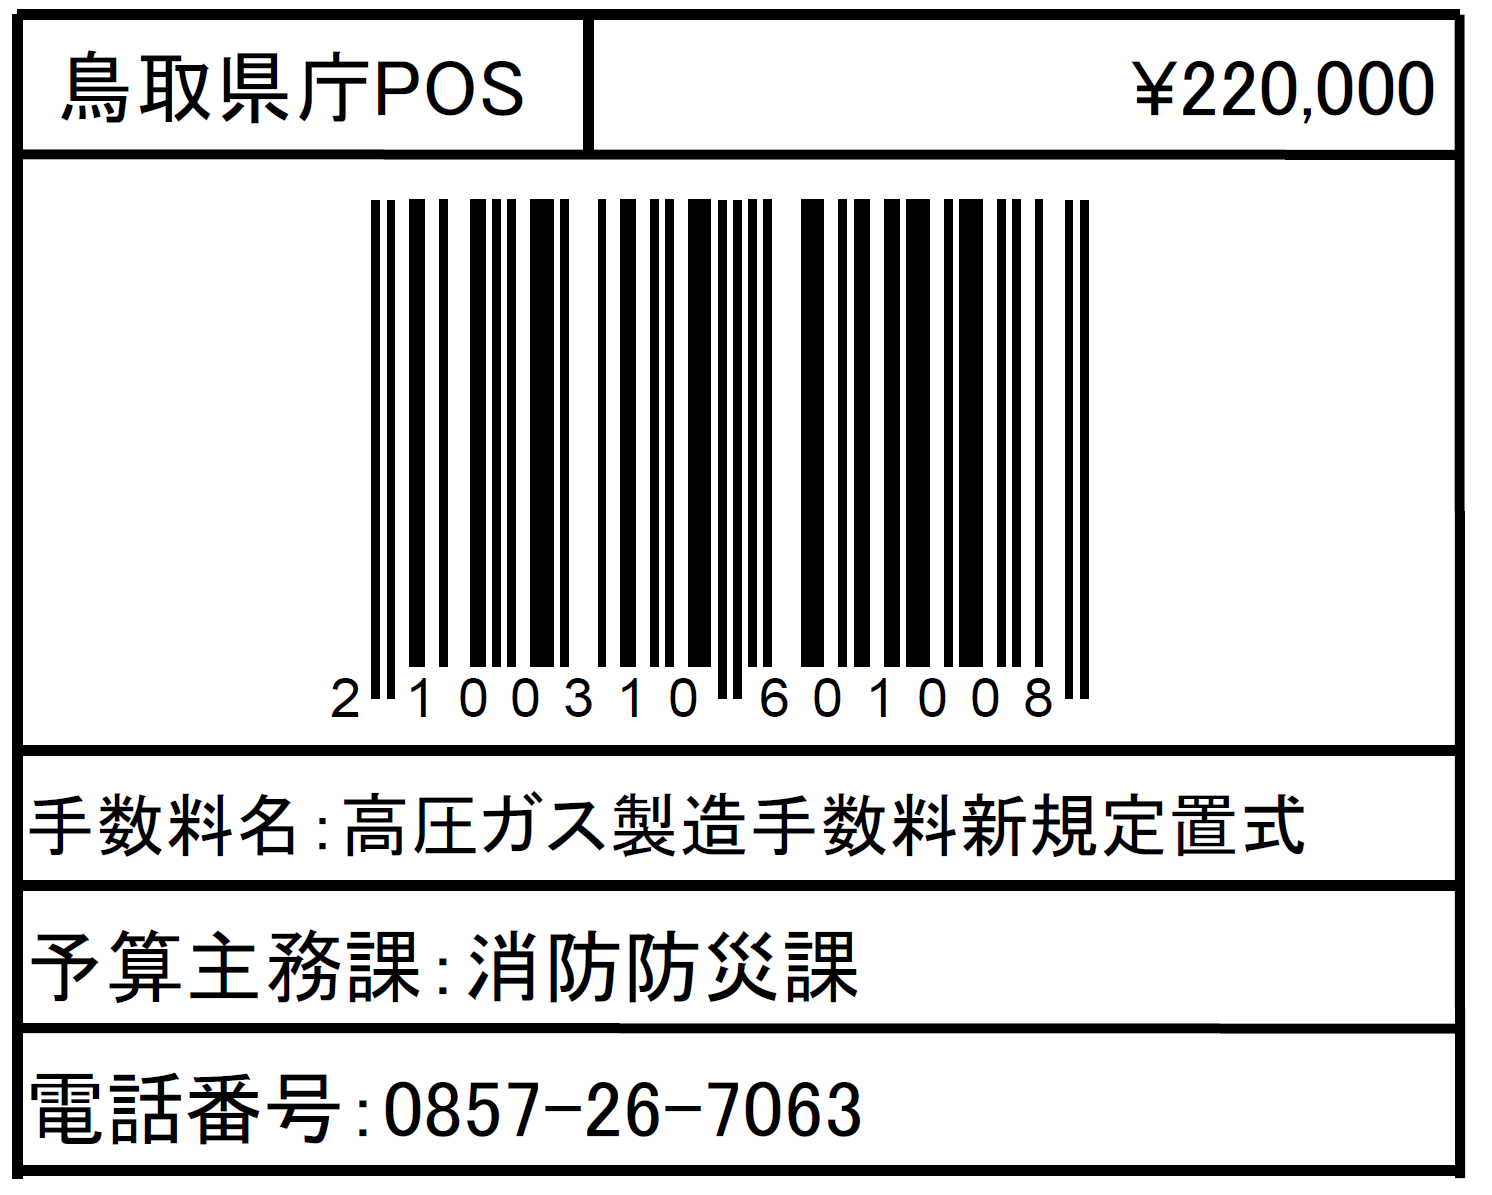 鳥取県庁POS ¥220,000
2 100310 601008
手数料名:高圧ガス製造手数料新規定置式
予算主務課:消防防災課
電話番号:0857-26-7063